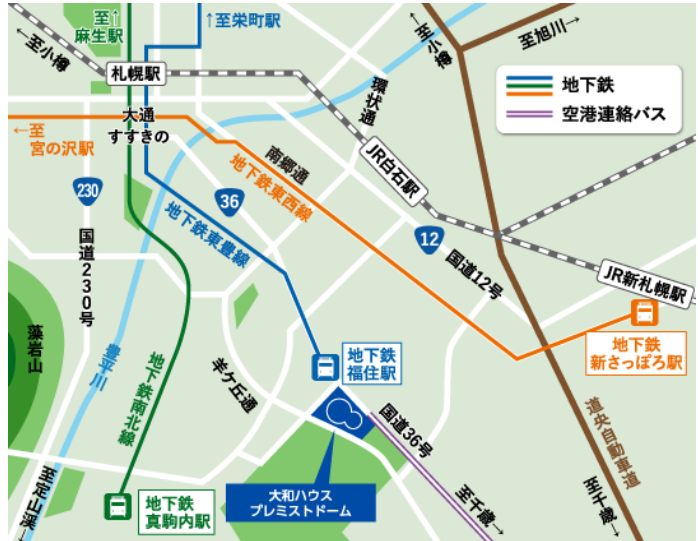 至↑
麻生駅
↑至栄町駅
←至小樽
札幌駅
大通
すすきの
←至
宮の沢駅
230
国道230号
36
地下鉄東豊線
南郷通
地下鉄東西線
環状通
JR白石駅
←至小樽
至旭川→
地下鉄
空港連絡バス
12
国道12号
JR新札幌駅
地下鉄
新さっぽろ駅
藻岩山
豊平川
地下鉄南北線
羊ケ丘通
地下鉄
福住駅
国道36号
道央自動車道
大和ハウス
プレミストドーム
至千歳→
至千歳→
至定山渓→
地下鉄
真駒内駅